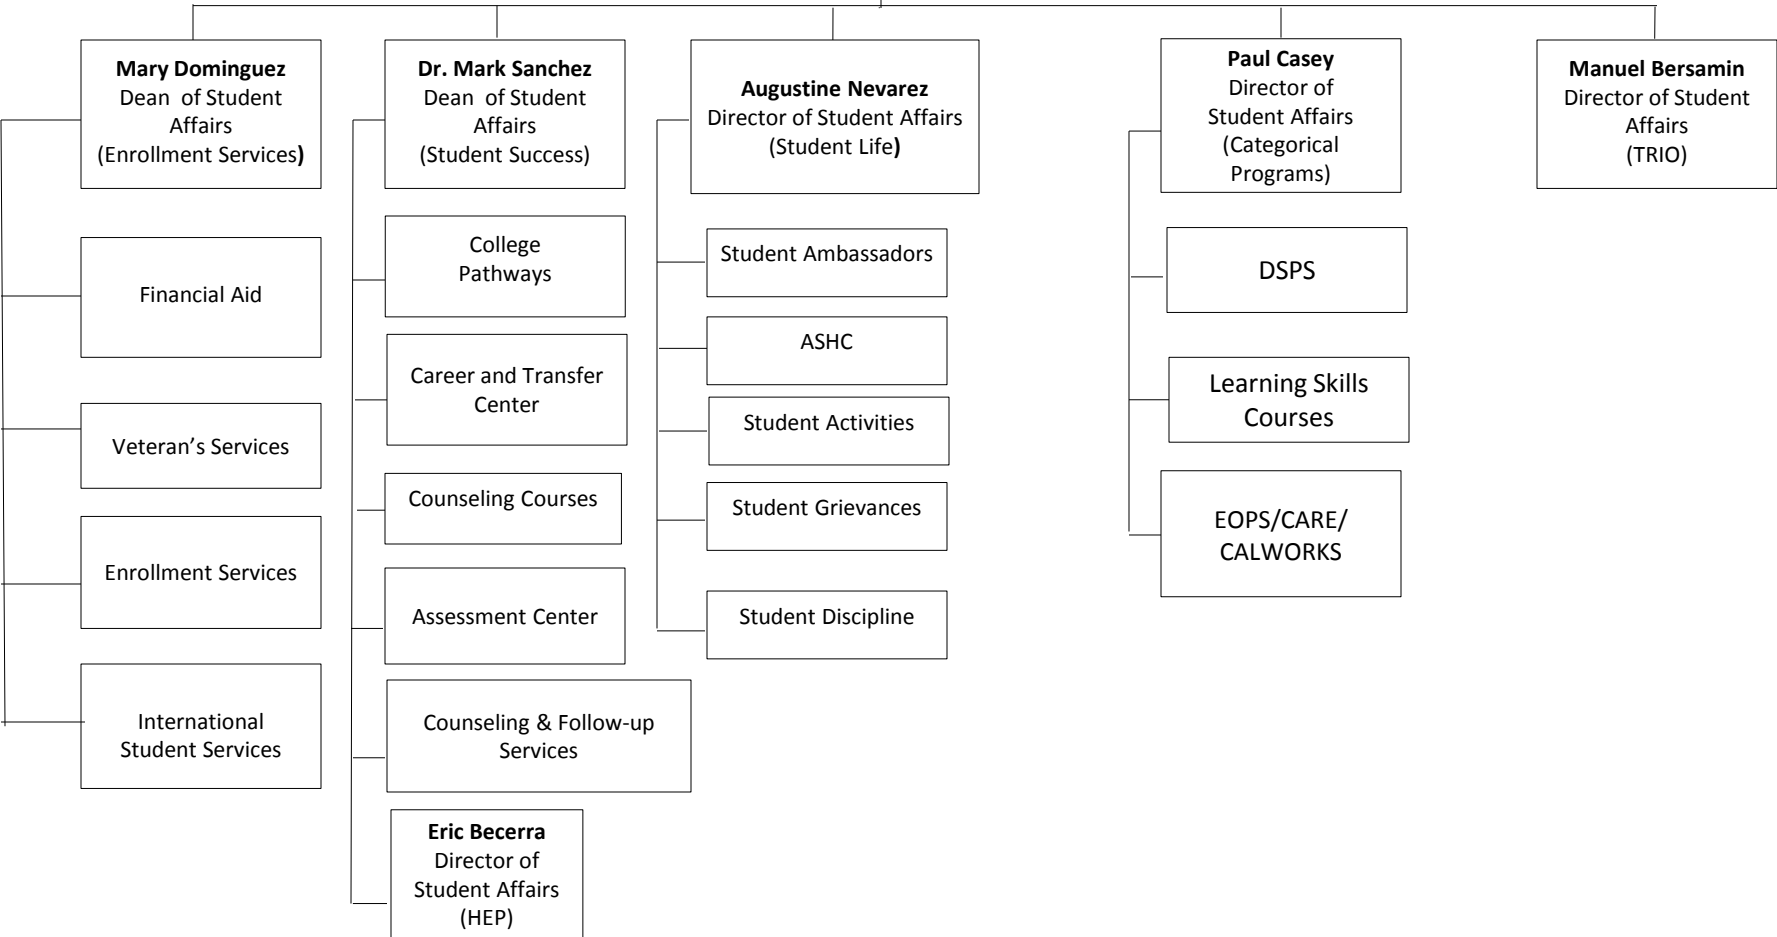 Mary Dominguez
Dean of Student
Affairs
(Enrollment Services)
Financial Aid
Veteran’s Services
Enrollment Services
International
Student Services
Dr. Mark Sanchez
Dean of Student
Affairs
(Student Success)
College
Pathways
Career and Transfer
Center
Counseling Courses
Assessment Center
Counseling & Follow-up
Services
Eric Becerra
Director of
Student Affairs
(HEP)
Augustine Nevarez
Director of Student Affairs
(Student Life)
Student Ambassadors
ASHC
Student Activities
Student Grievances
Student Discipline
Paul Casey
Director of
Student Affairs
(Categorical
Programs)
DSPS
Learning Skills
Courses
EOPS/CARE/
CALWORKS
Manuel Bersamin
Director of Student
Affairs
(TRIO)